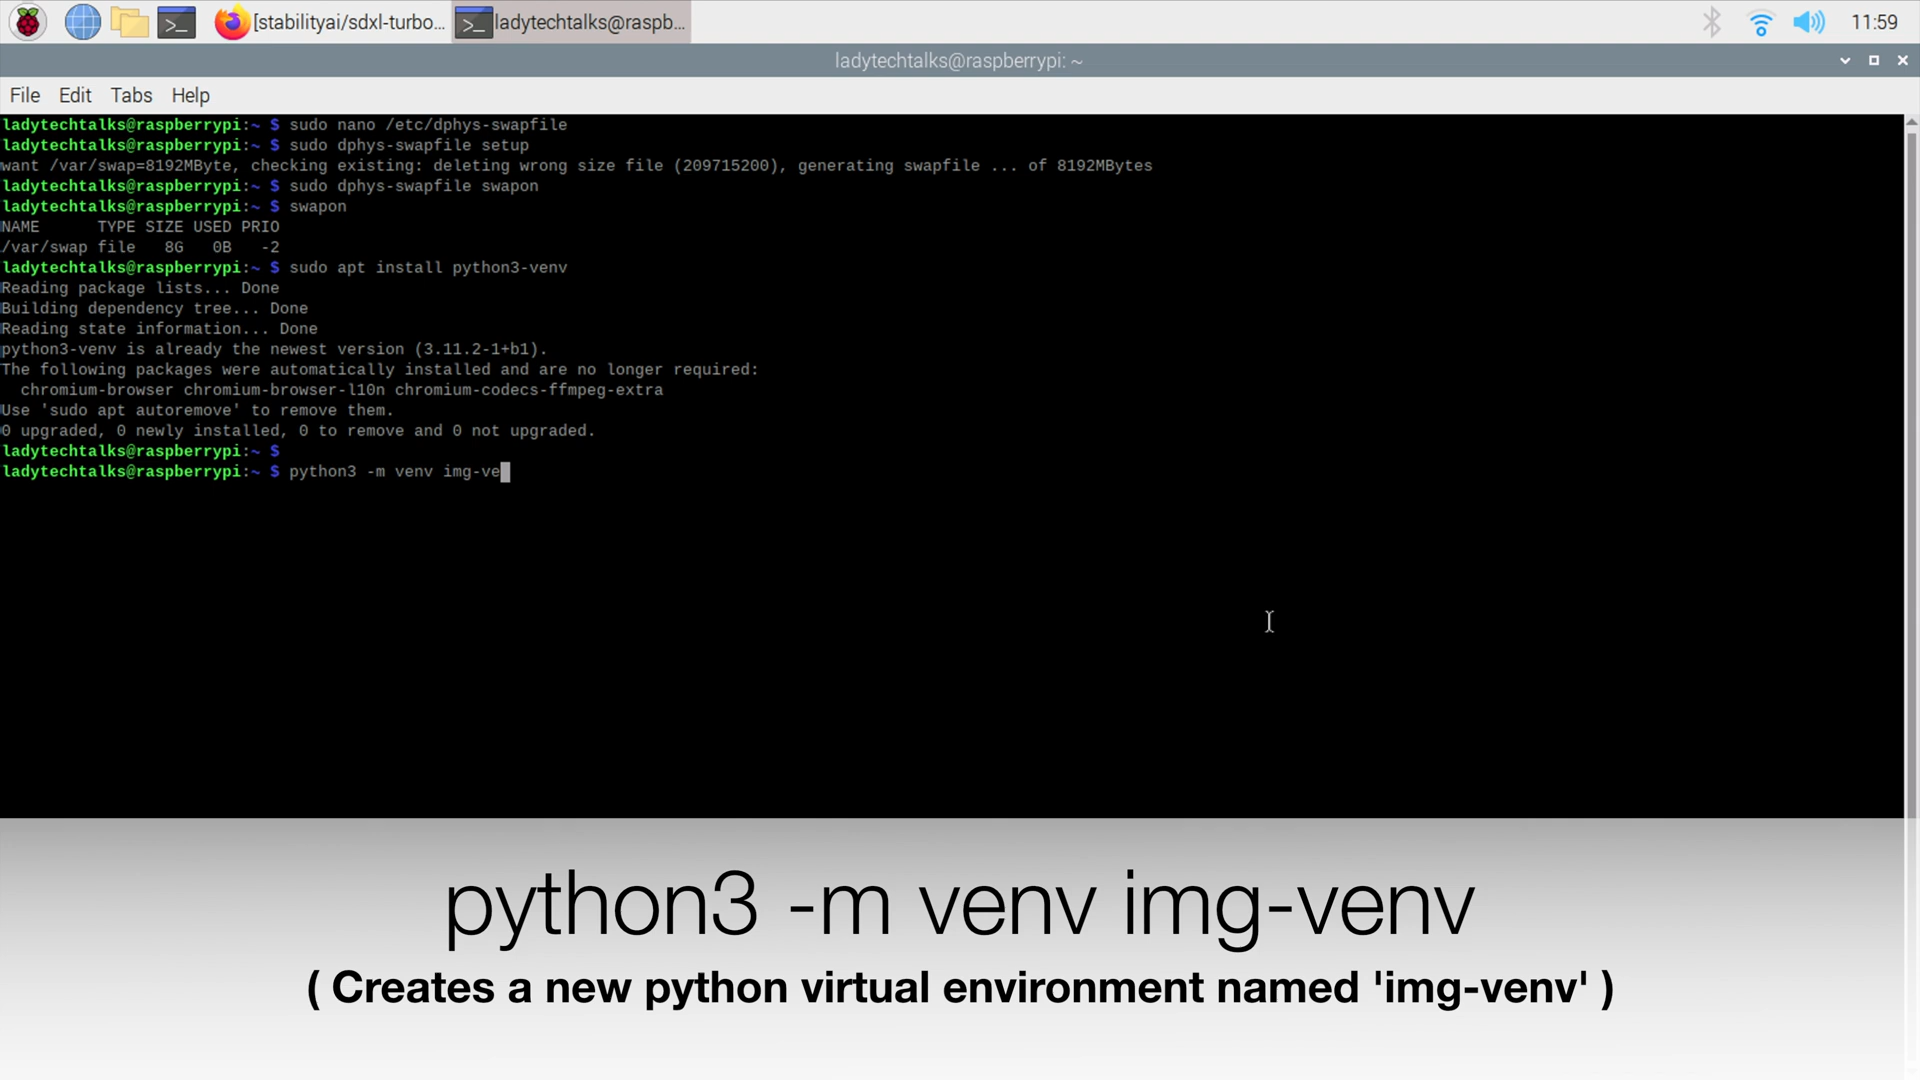 [stabilityai/sdxl-turbo... ladytechtalks@raspb... 11:59
ladytechtalks@raspberrypi: ~
File Edit Tabs Help
ladytechtalks@raspberrypi:~ $ sudo nano /etc/dphys-swapfile
ladytechtalks@raspberrypi:~ $ sudo dphys-swapfile setup
want /var/swap=8192MByte, checking existing: deleting wrong size file (209715200), generating swapfile ... of 8192MBytes
ladytechtalks@raspberrypi:~ $ sudo dphys-swapfile swapon
ladytechtalks@raspberrypi:~ $ swapon
NAME      TYPE SIZE USED PRIO
/var/swap file   8G   0B   -2
ladytechtalks@raspberrypi:~ $ sudo apt install python3-venv
Reading package lists... Done
Building dependency tree... Done
Reading state information... Done
python3-venv is already the newest version (3.11.2-1+b1).
The following packages were automatically installed and are no longer required:
  chromium-browser chromium-browser-l10n chromium-codecs-ffmpeg-extra
Use 'sudo apt autoremove' to remove them.
0 upgraded, 0 newly installed, 0 to remove and 0 not upgraded.
ladytechtalks@raspberrypi:~ $
ladytechtalks@raspberrypi:~ $ python3 -m venv img-ve
python3 -m venv img-venv
( Creates a new python virtual environment named 'img-venv' )